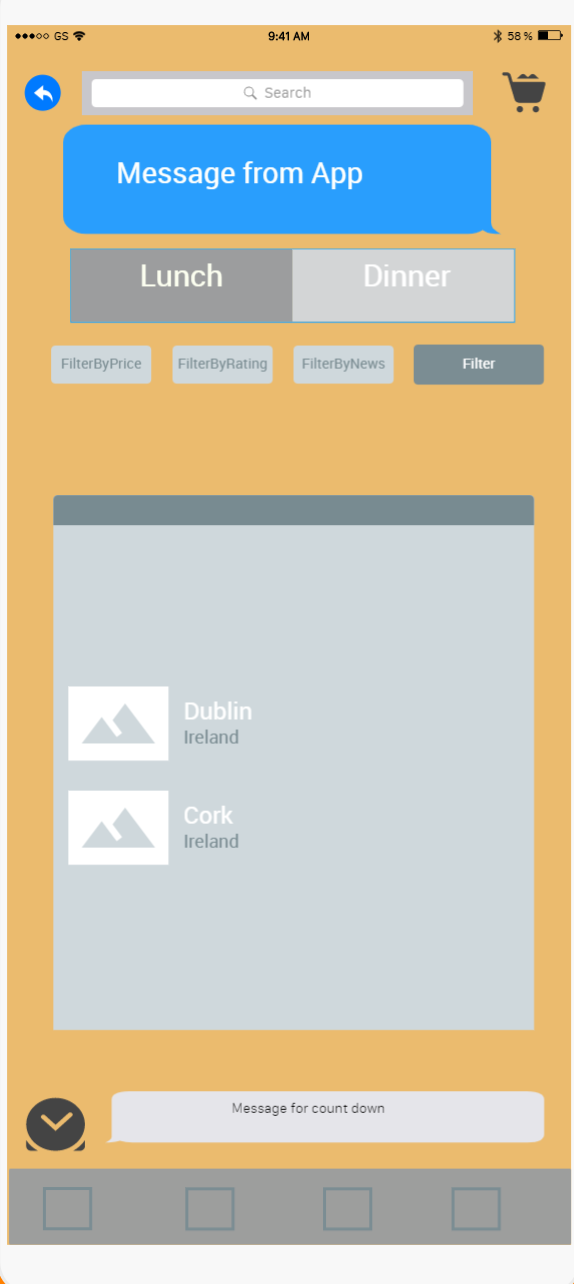 GS 9:41 AM 58 %
Search
Message from App
Lunch Dinner
FilterByPrice FilterByRating FilterByNews Filter
Dublin
Ireland
Cork
Ireland
Message for count down